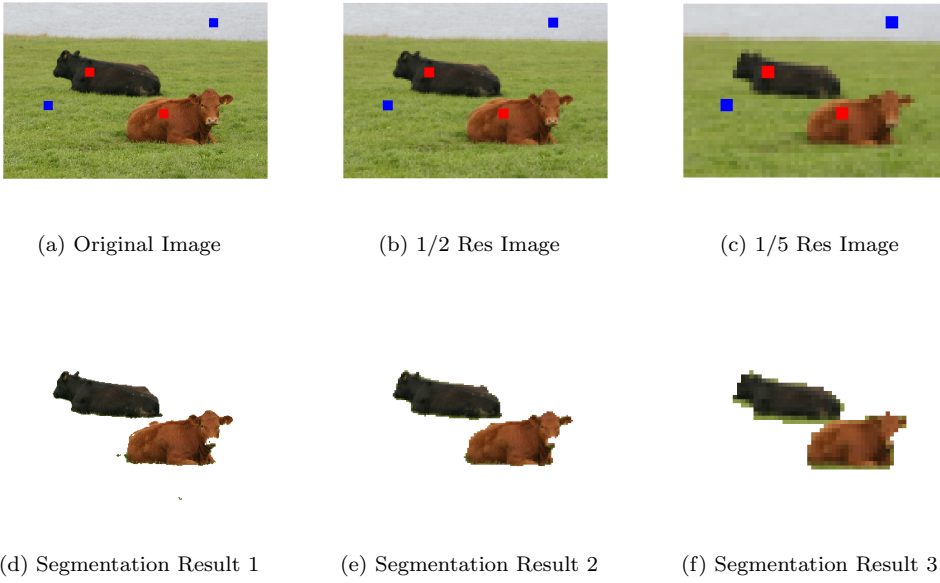 (a) Original Image
(b) 1/2 Res Image
(c) 1/5 Res Image
(d) Segmentation Result 1
(e) Segmentation Result 2
(f) Segmentation Result 3